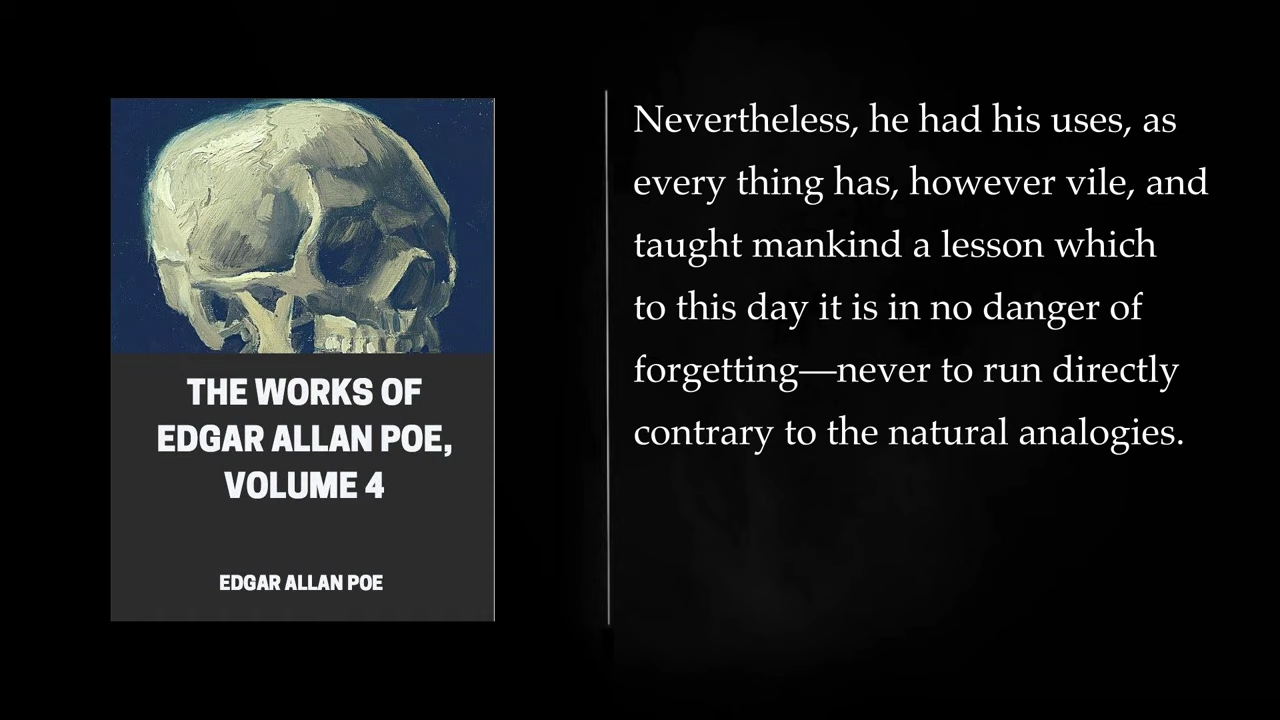 THE WORKS OF
EDGAR ALLAN POE,
VOLUME 4
EDGAR ALLAN POE
Nevertheless, he had his uses, as
every thing has, however vile, and
taught mankind a lesson which
to this day it is in no danger of
forgetting—never to run directly
contrary to the natural analogies.